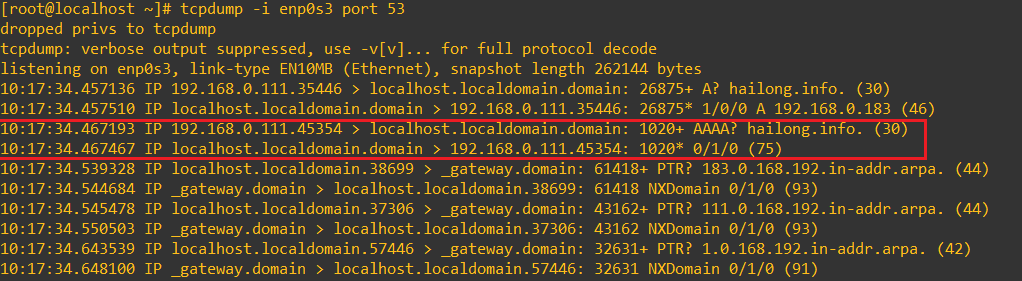 [root@localhost ~]# tcpdump -i enp0s3 port 53
dropped privs to tcpdump
tcpdump: verbose output suppressed, use -v[v]... for full protocol decode
listening on enp0s3, link-type EN10MB (Ethernet), snapshot length 262144 bytes
10:17:34.457136 IP 192.168.0.111.35446 > localhost.localdomain.domain: 26875+ A? hailong.info. (30)
10:17:34.457510 IP localhost.localdomain.domain > 192.168.0.111.35446: 26875* 1/0/0 A 192.168.0.183 (46)
10:17:34.467193 IP 192.168.0.111.45354 > localhost.localdomain.domain: 1020+ AAAA? hailong.info. (30)
10:17:34.467467 IP localhost.localdomain.domain > 192.168.0.111.45354: 1020* 0/1/0 (75)
10:17:34.539328 IP localhost.localdomain.38699 > _gateway.domain: 61418+ PTR? 183.0.168.192.in-addr.arpa. (44)
10:17:34.544684 IP _gateway.domain > localhost.localdomain.38699: 61418 NXDomain 0/1/0 (93)
10:17:34.545478 IP localhost.localdomain.37306 > _gateway.domain: 43162+ PTR? 111.0.168.192.in-addr.arpa. (44)
10:17:34.550503 IP _gateway.domain > localhost.localdomain.37306: 43162 NXDomain 0/1/0 (93)
10:17:34.643539 IP localhost.localdomain.57446 > _gateway.domain: 32631+ PTR? 1.0.168.192.in-addr.arpa. (42)
10:17:34.648100 IP _gateway.domain > localhost.localdomain.57446: 32631 NXDomain 0/1/0 (91)